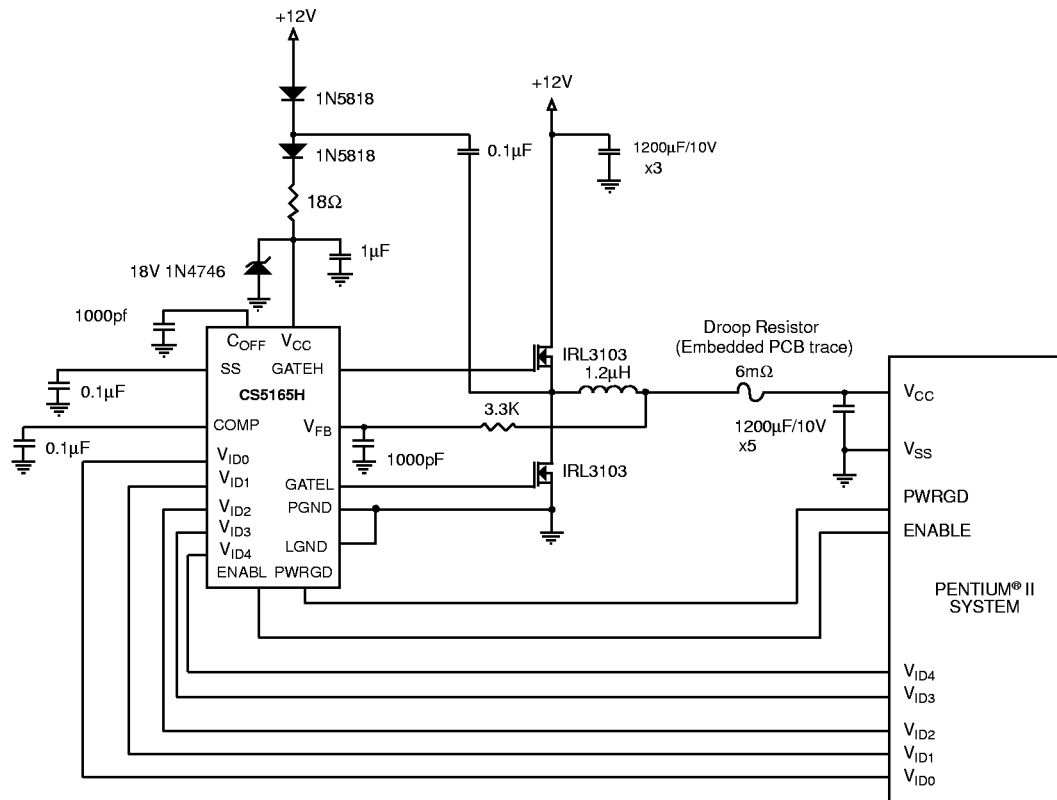 +12V
+12V
1N5818
1N5818
0.1μF
1200μF/10V
x3
18Ω
1μF
18V 1N4746
1000pf
COFF
VCC
SS
GATEH
IRL3103
1.2μH
Droop Resistor
(Embedded PCB trace)
6mΩ
CS5165H
0.1μF
3.3K
VCC
COMP
VFB
1200μF/10V
x5
0.1μF
1000pF
VSS
VID0
VID1
GATEL
IRL3103
VID2
PGND
PWRGD
VID3
ENABLE
VID4
LGND
ENABL
PWRGD
PENTIUM® II
SYSTEM
VID4
VID3
VID2
VID1
VID0